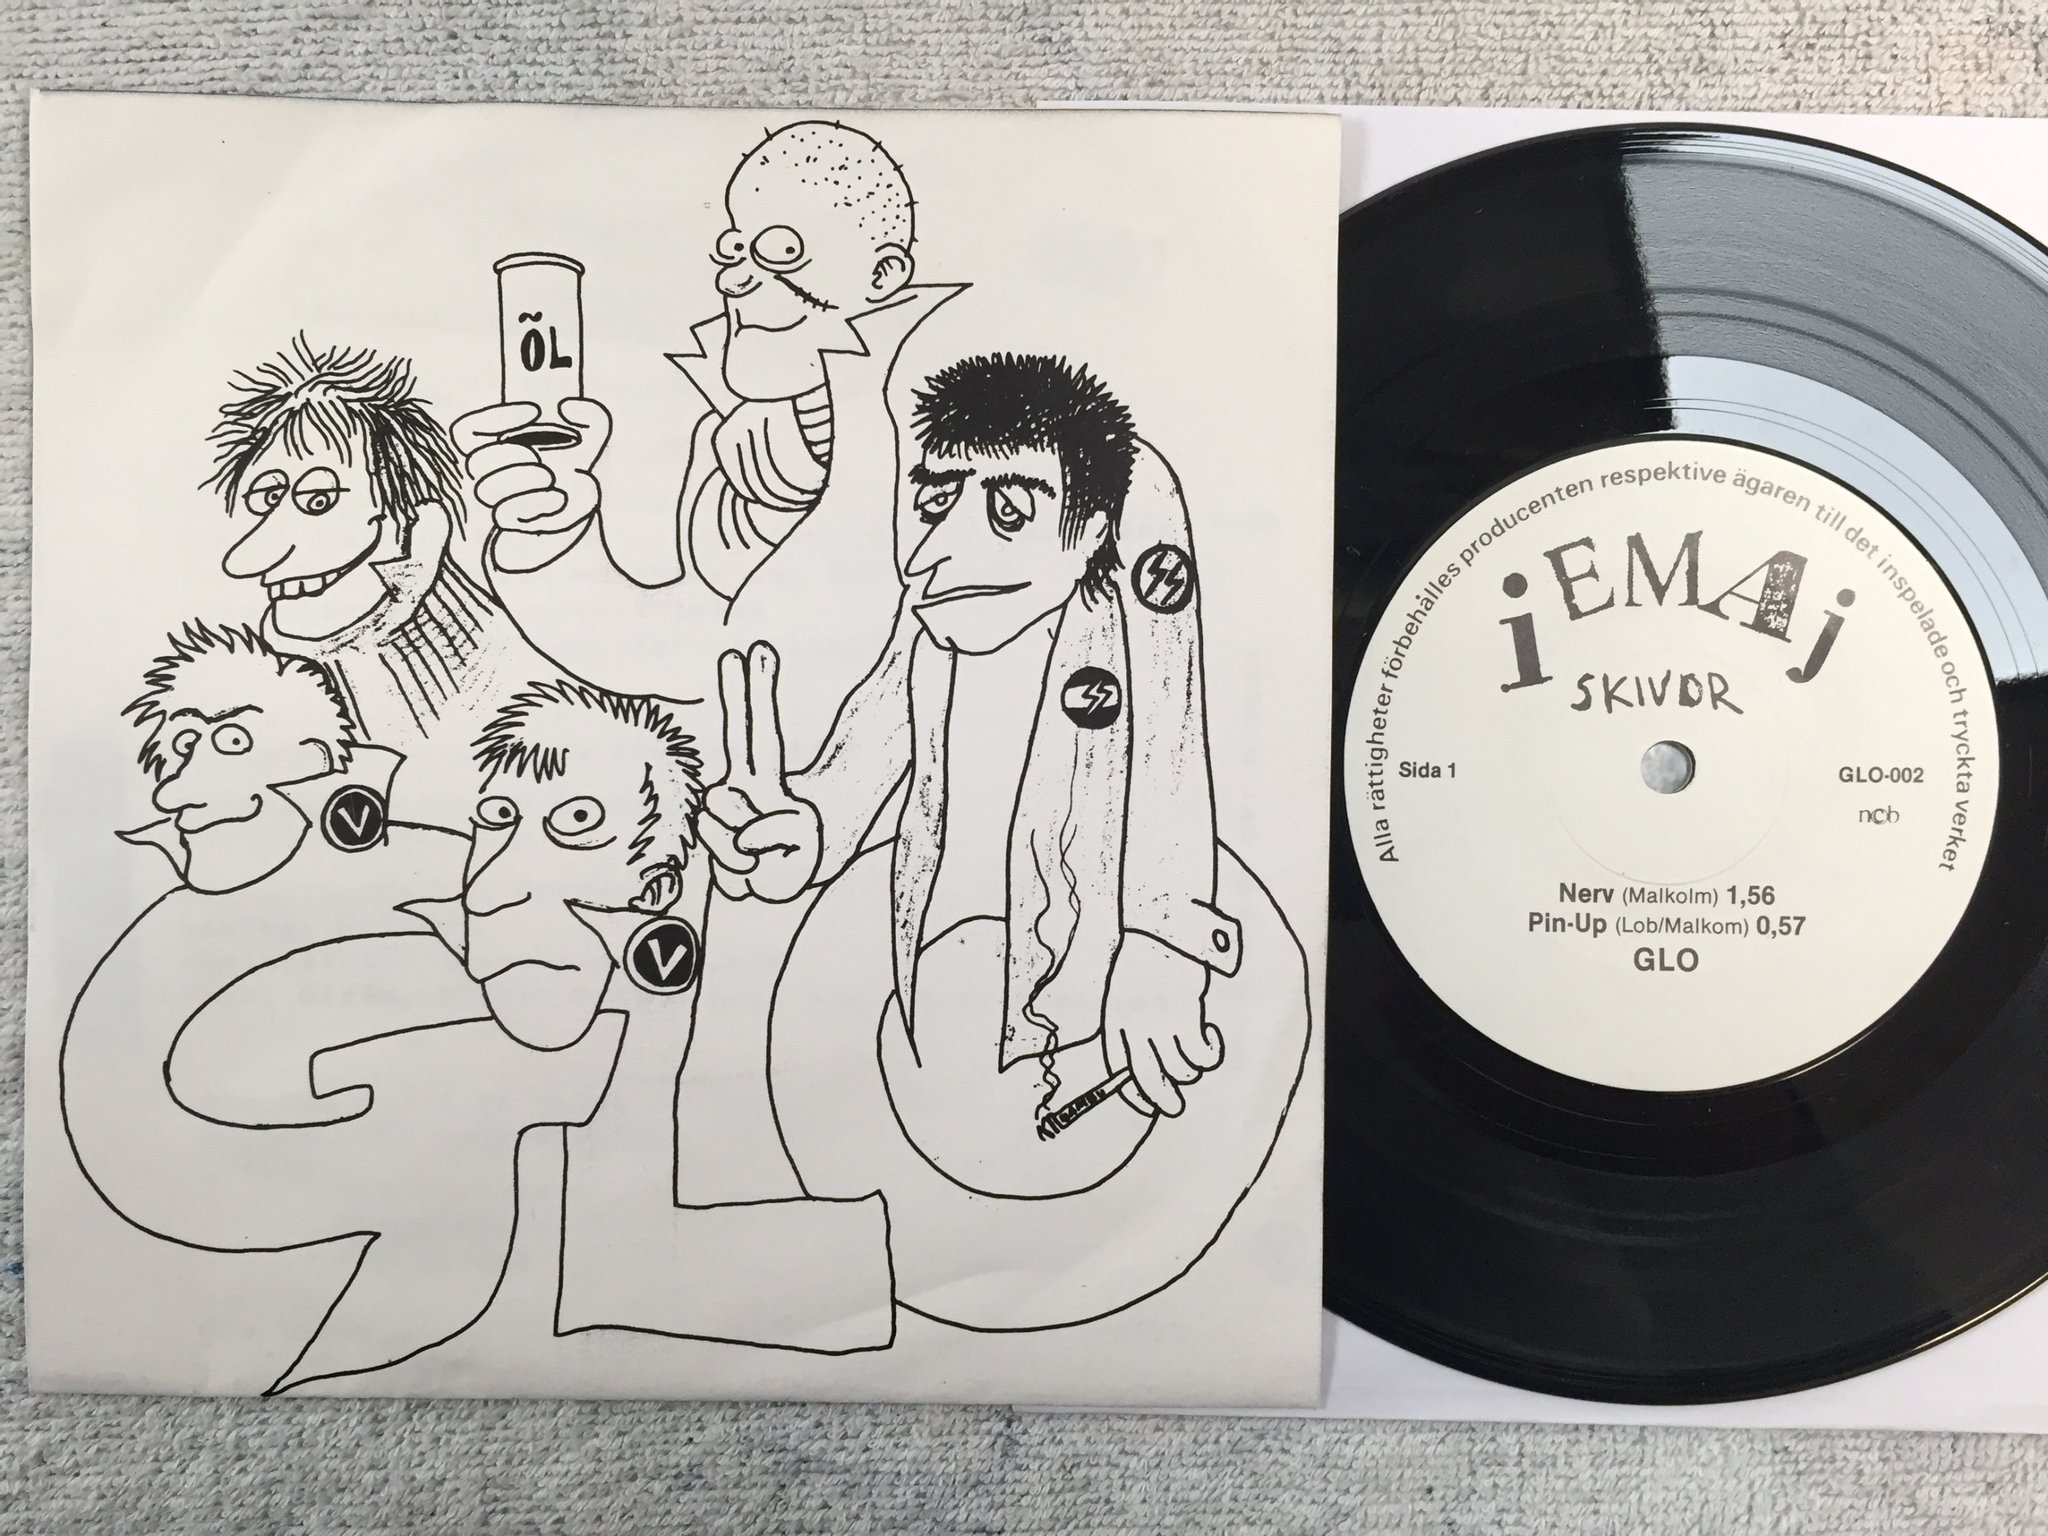 ÕL
V
V
GLO
Alla rättigheter förbehålles producenten respektive ägaren till det inspelade och tryckta verket
iEMAj
SKIVOR
Sida 1
GLO-002
ncb
Nerv (Malkolm) 1,56
Pin-Up (Lob/Malkom) 0,57
GLO